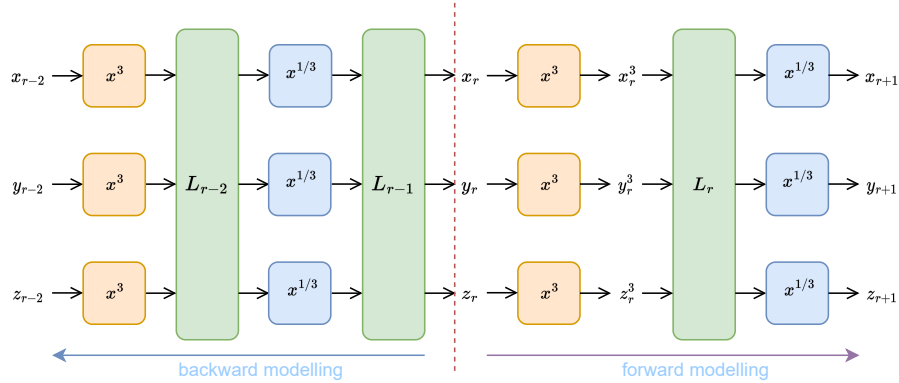 x_{r−2} x^3 x^{1/3} x_r x^3 x_r^3 x^{1/3} x_{r+1}
y_{r−2} x^3 L_{r−2} x^{1/3} L_{r−1} y_r x^3 y_r^3 L_r x^{1/3} y_{r+1}
z_{r−2} x^3 x^{1/3} z_r x^3 z_r^3 x^{1/3} z_{r+1}
backward modelling forward modelling